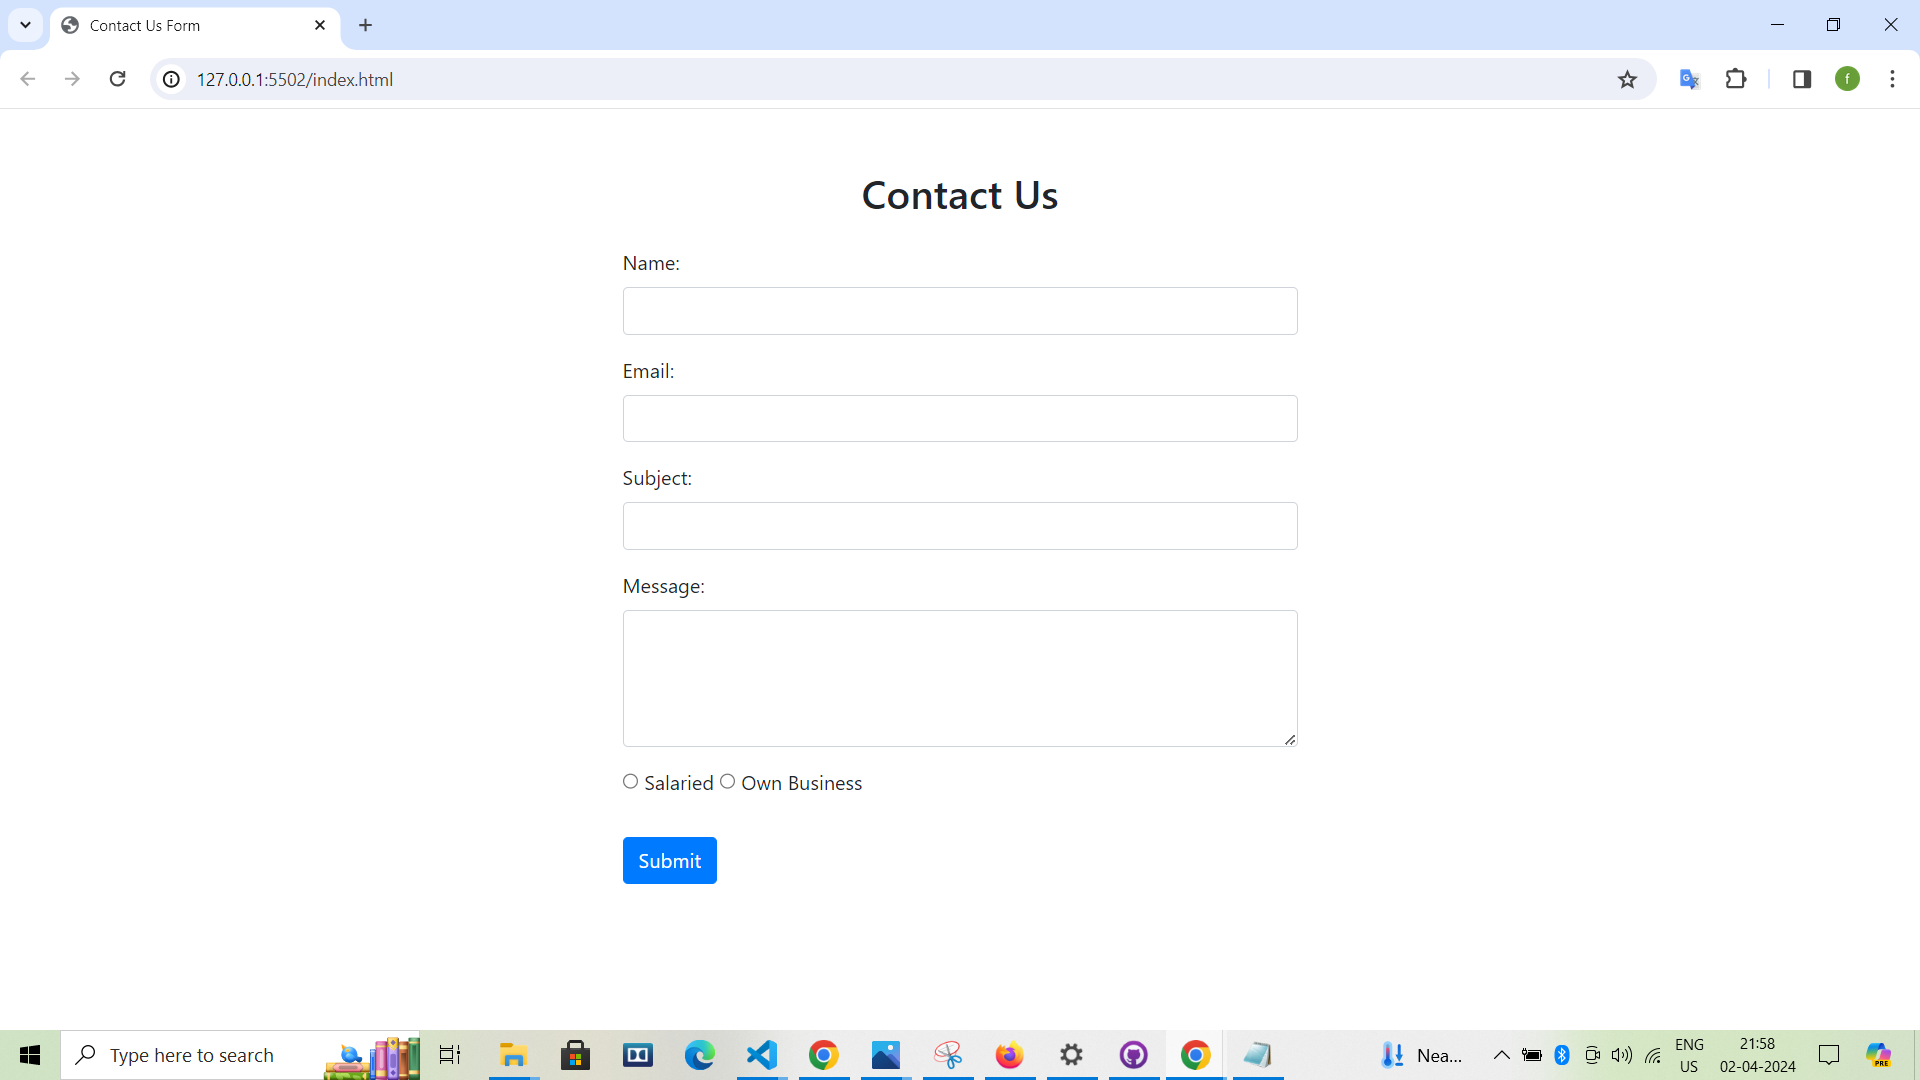 Contact Us Form
127.0.0.1:5502/index.html
f
Contact Us
Name:
Email:
Subject:
Message:
Salaried Own Business
Submit
Type here to search
Nea...
ENG
US
21:58
02-04-2024
PRE